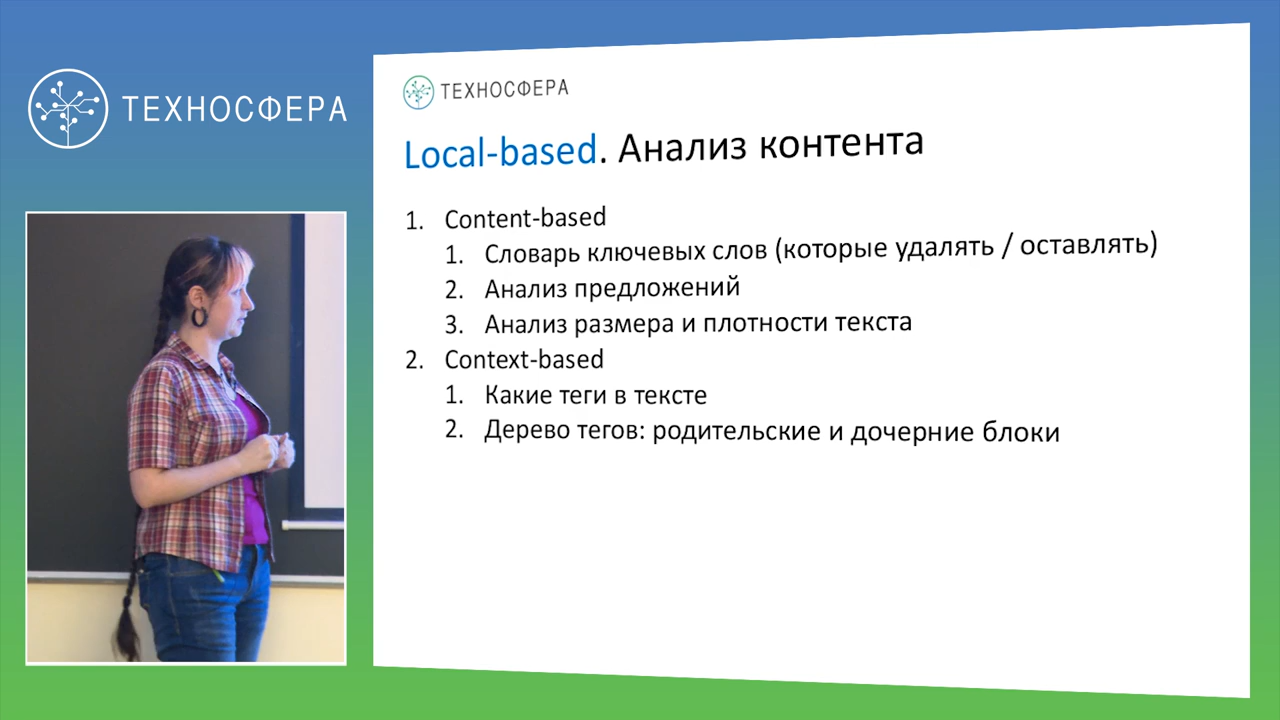 ТЕХНОСФЕРА
ТЕХНОСФЕРА
Local-based. Анализ контента
1. Content-based
1. Словарь ключевых слов (которые удалять / оставлять)
2. Анализ предложений
3. Анализ размера и плотности текста
2. Context-based
1. Какие теги в тексте
2. Дерево тегов: родительские и дочерние блоки